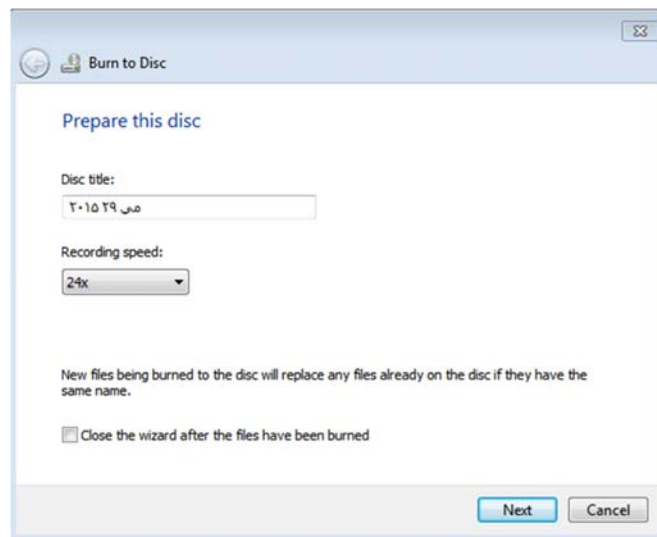 Burn to Disc
Prepare this disc
Disc title:
مى ۲۹ ۲۰۱۵
Recording speed:
24x
New files being burned to the disc will replace any files already on the disc if they have the
same name.
Close the wizard after the files have been burned
Next Cancel